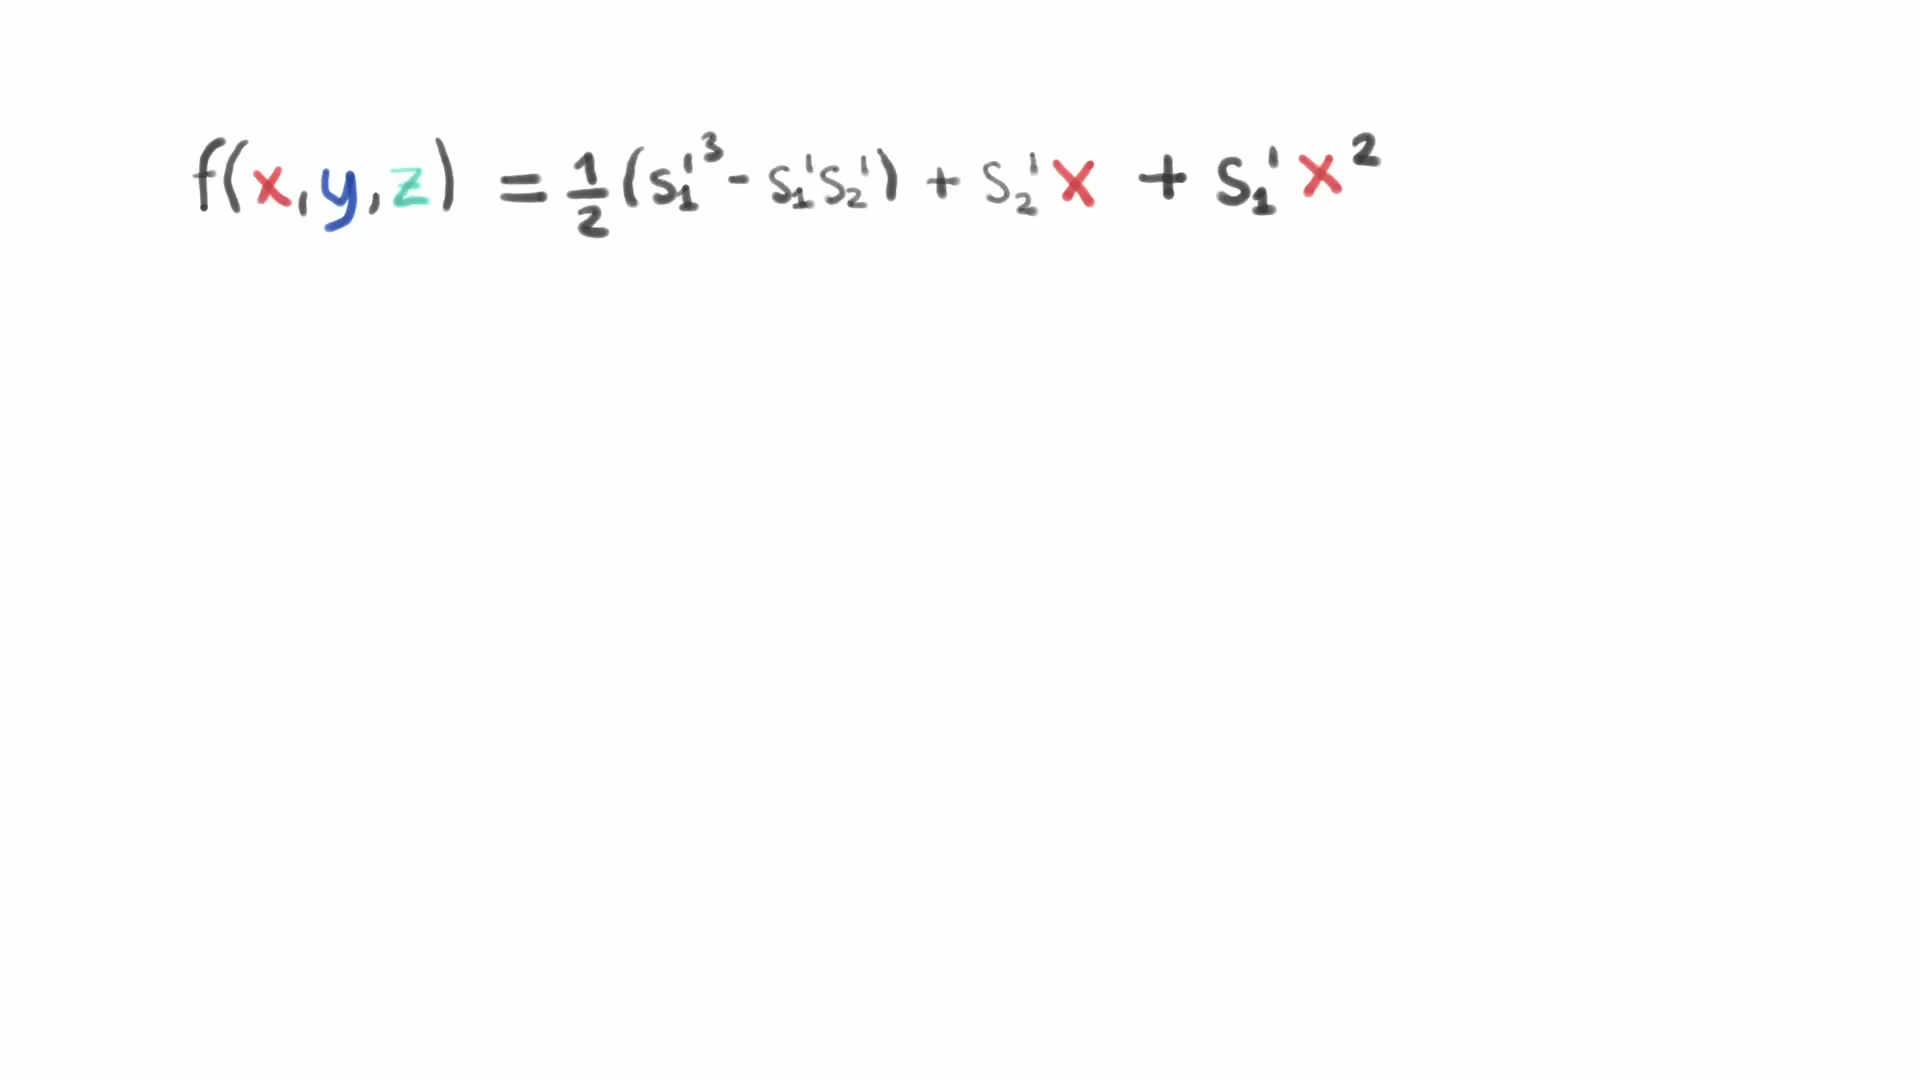 f(x,y,z) = 1/2 (s₁'³ - s₁'s₂') + s₂'x + s₁'x²